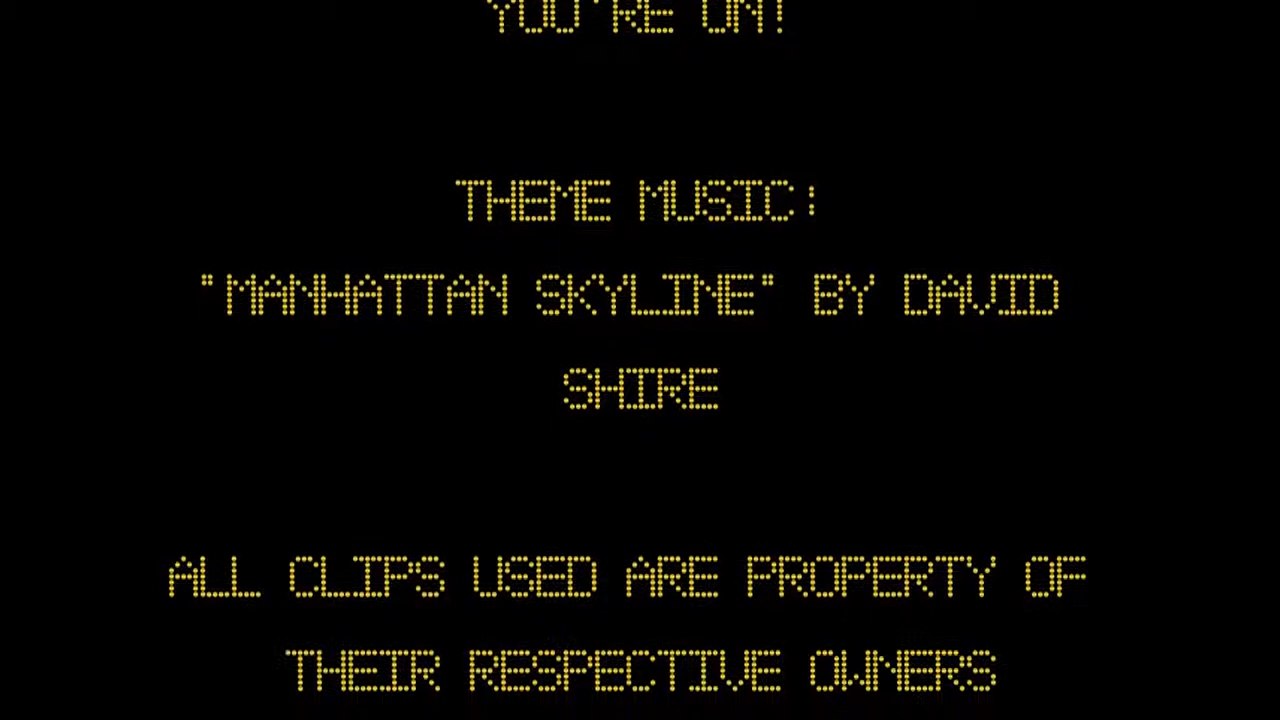 YOU'RE ON!
THEME MUSIC:
"MANHATTAN SKYLINE" BY DAVID
SHIRE
ALL CLIPS USED ARE PROPERTY OF
THEIR RESPECTIVE OWNERS